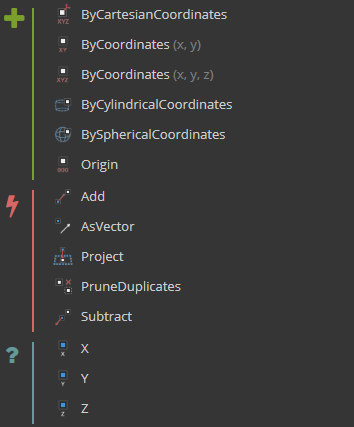 ByCartesianCoordinates
ByCoordinates (x, y)
ByCoordinates (x, y, z)
ByCylindricalCoordinates
BySphericalCoordinates
Origin
Add
AsVector
Project
PruneDuplicates
Subtract
X
Y
Z